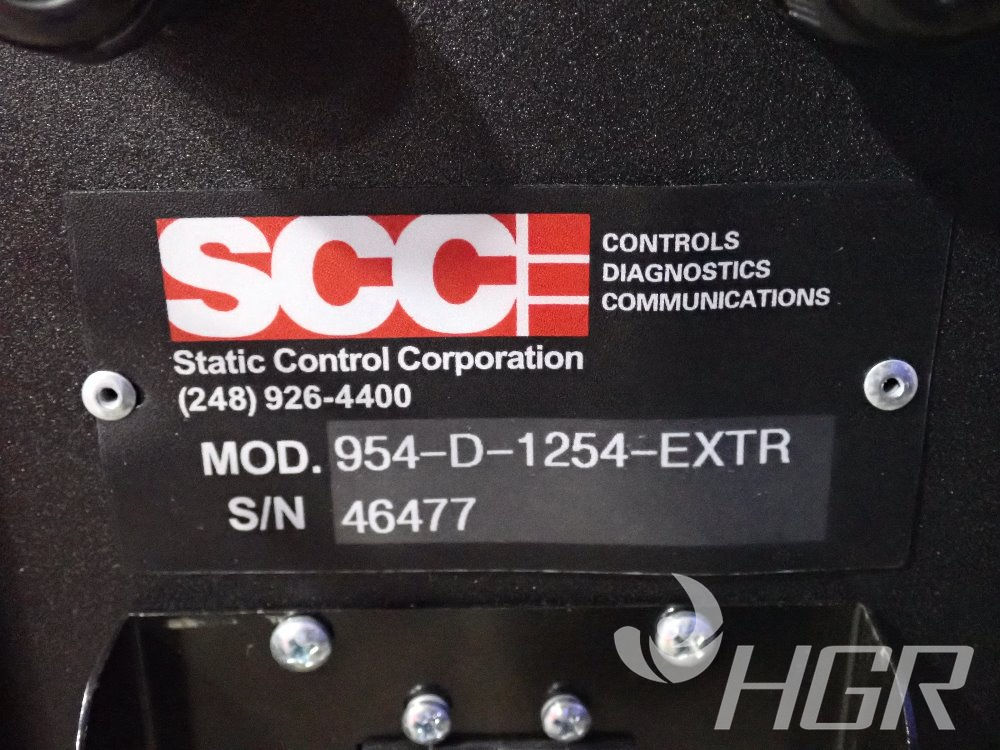 SCC
CONTROLS
DIAGNOSTICS
COMMUNICATIONS
Static Control Corporation
(248) 926-4400
MOD. 954-D-1254-EXTR
S/N 46477
HGR